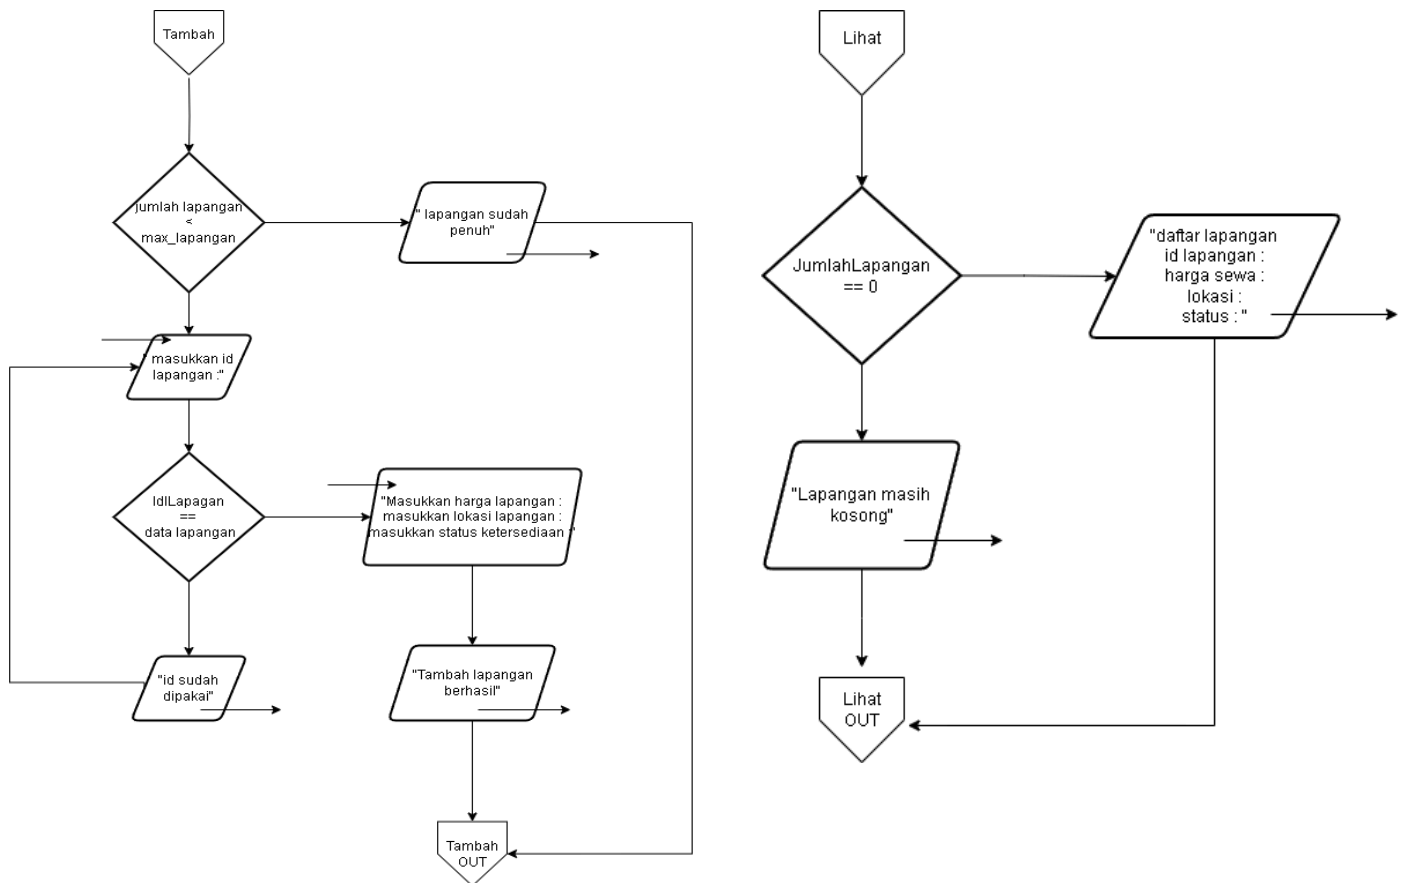 Tambah
jumlah lapangan
<
max_lapangan
" lapangan sudah
penuh"
" masukkan id
lapangan :"
IdlLapagan
==
data lapangan
"Masukkan harga lapangan :
masukkan lokasi lapangan :
masukkan status ketersediaan :"
"id sudah
dipakai"
"Tambah lapangan
berhasil"
Tambah
OUT
Lihat
JumlahLapangan
== 0
"daftar lapangan
id lapangan :
harga sewa :
lokasi :
status : "
"Lapangan masih
kosong"
Lihat
OUT